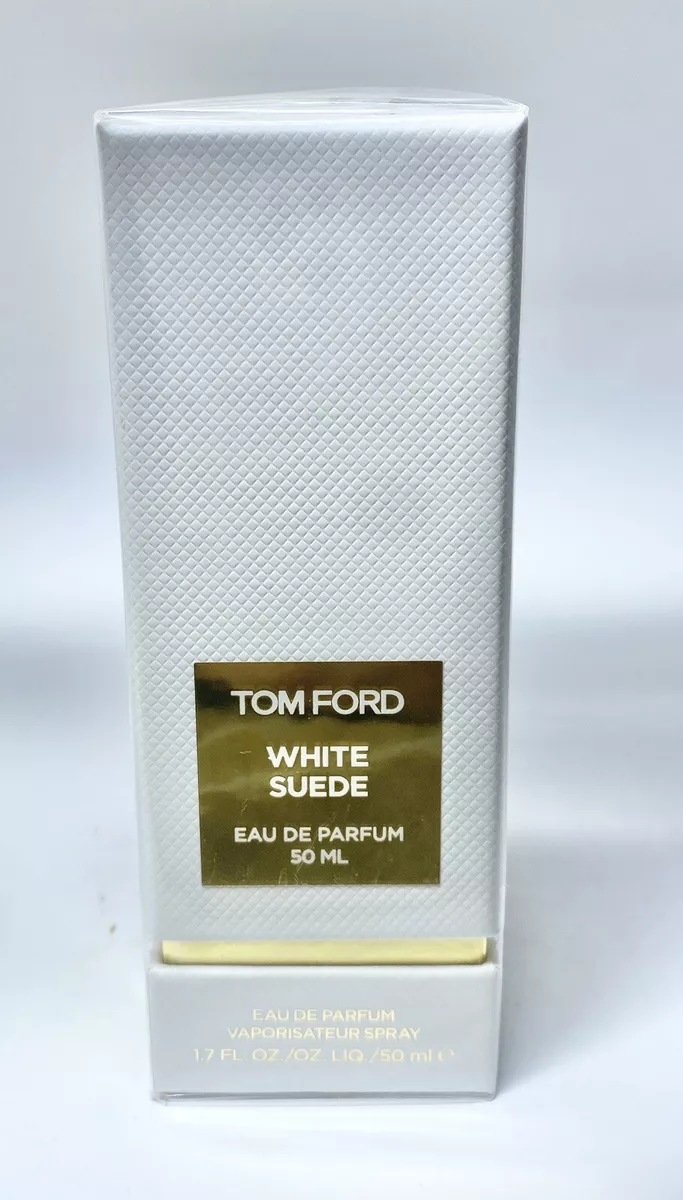 TOM FORD
WHITE
SUEDE
EAU DE PARFUM
50 ML
EAU DE PARFUM
VAPORISATEUR SPRAY
1.7 FL. OZ./OZ. LIQ./50 ml ℮